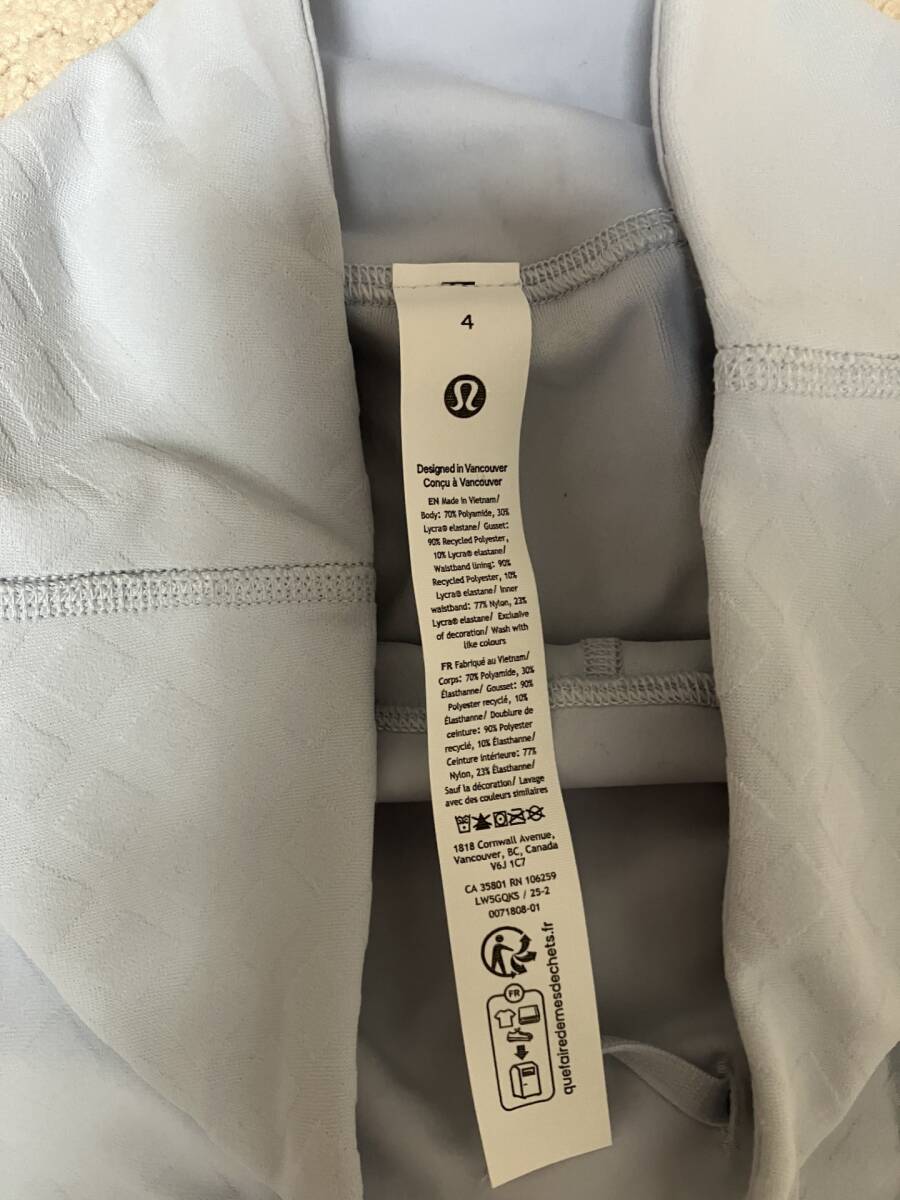 4
Designed in Vancouver
Conçu à Vancouver
EN Made in Vietnam/
Body: 70% Polyamide, 30%
Lycra® elastane/ Gusset:
90% Recycled Polyester,
10% Lycra® elastane/
Waistband lining: 90%
Recycled Polyester, 10%
Lycra® elastane/ Inner
waistband: 77% Nylon, 23%
Lycra® elastane/ Exclusive
of decoration/ Wash with
like colours
FR Fabriqué au Vietnam/
Corps: 70% Polyamide, 30%
Élasthanne/ Gousset: 90%
Polyester recyclé, 10%
Élasthanne/ Doublure de
ceinture: 90% Polyester
recyclé, 10% Élasthanne/
Ceinture intérieure: 77%
Nylon, 23% Élasthanne/
Sauf la décoration/ Lavage
avec des couleurs similaires
1818 Cornwall Avenue,
Vancouver, BC, Canada
V6J 1C7
CA 35801 RN 106259
LW5GQKS / 25-2
0071808-01
FR
quefairedemesdechets.fr